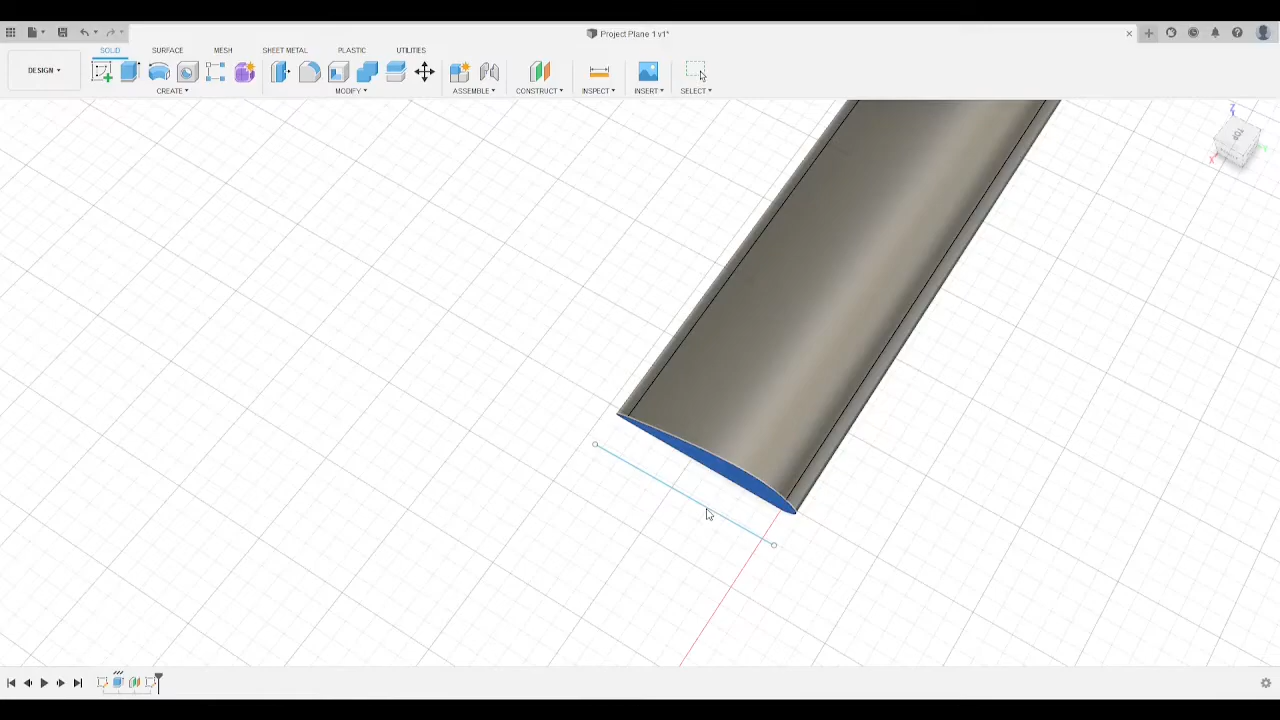 Project Plane 1 v1*
SOLID SURFACE MESH SHEET METAL PLASTIC UTILITIES
DESIGN
CREATE MODIFY ASSEMBLE CONSTRUCT INSPECT INSERT SELECT
Z
TOP
X
Y